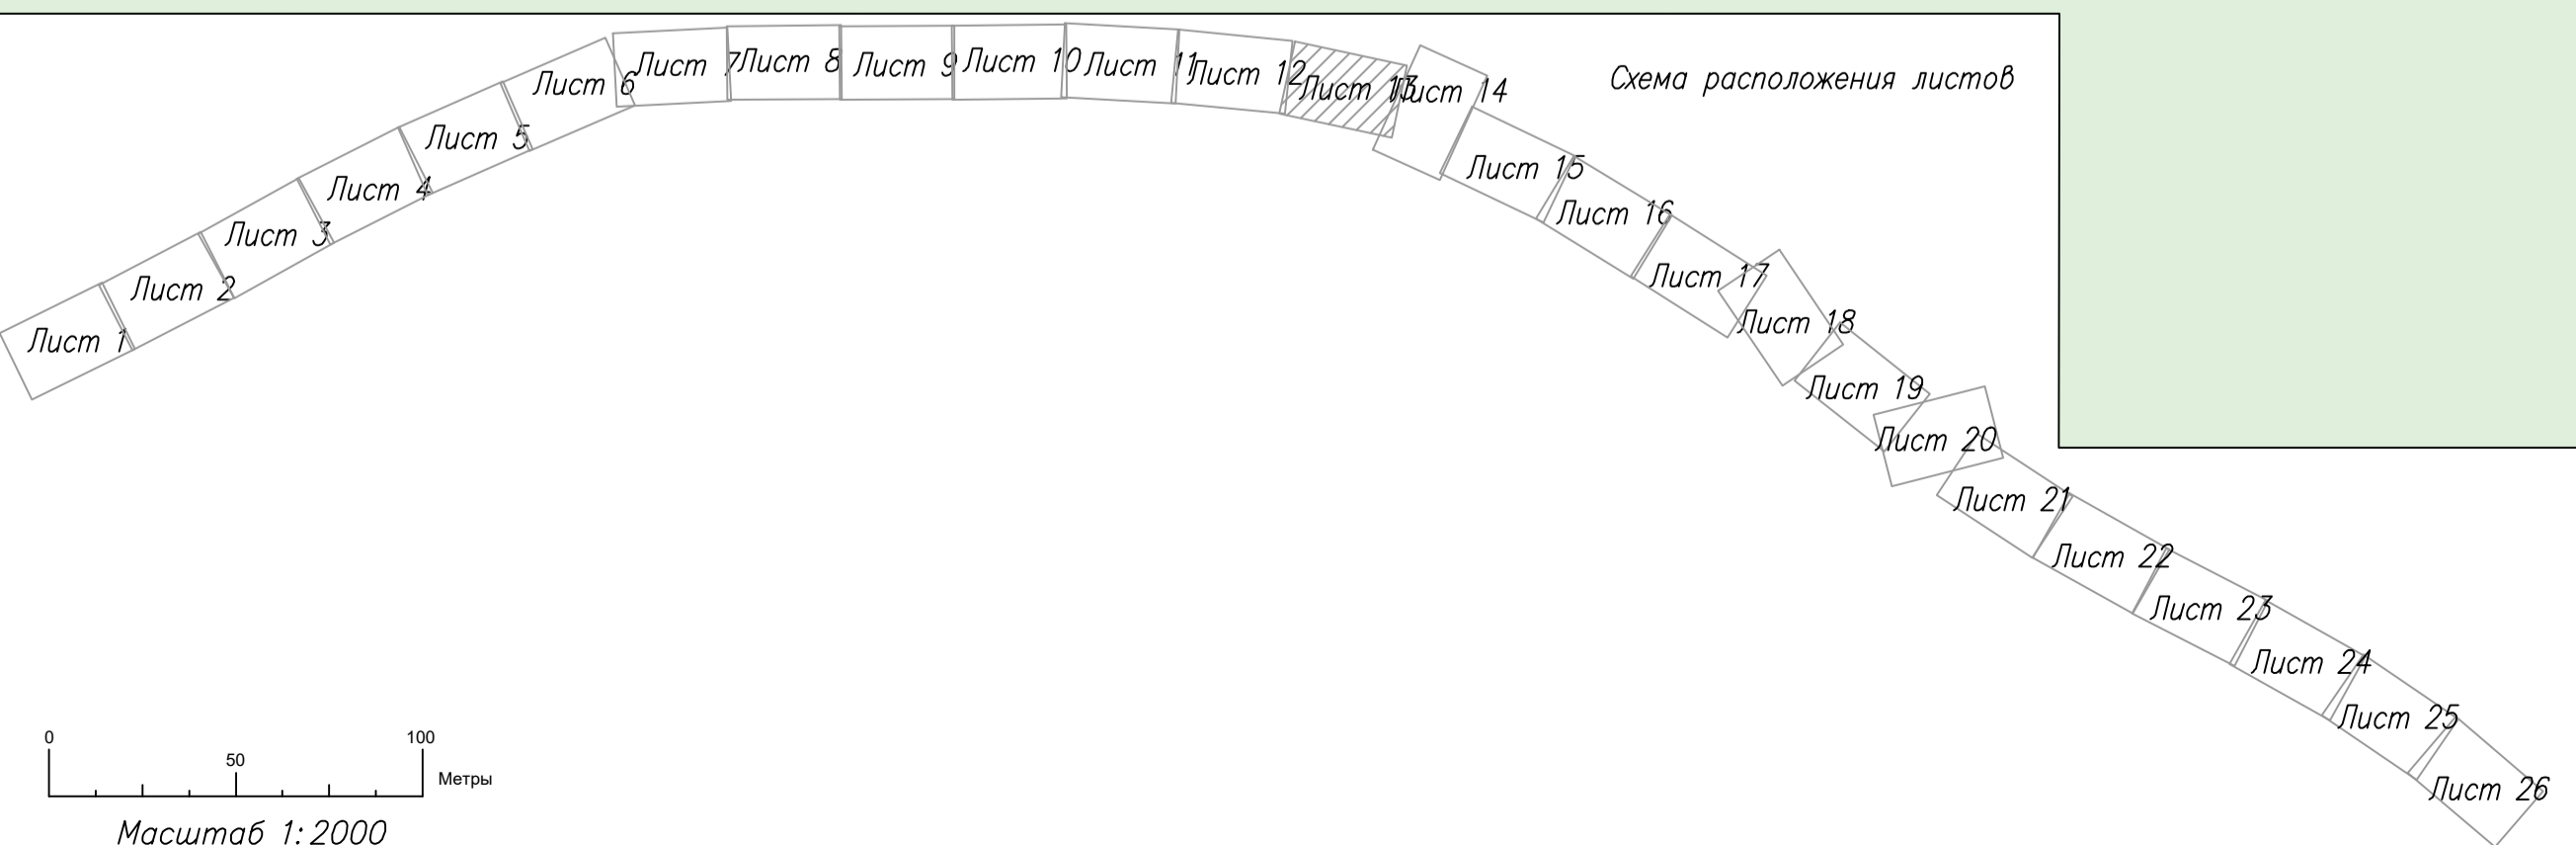 Схема расположения листов
Лист 1
Лист 2
Лист 3
Лист 4
Лист 5
Лист 6
Лист 7
Лист 8
Лист 9
Лист 10
Лист 11
Лист 12
Лист 13
Лист 14
Лист 15
Лист 16
Лист 17
Лист 18
Лист 19
Лист 20
Лист 21
Лист 22
Лист 23
Лист 24
Лист 25
Лист 26
0
50
100
Метры
Масштаб 1:2000